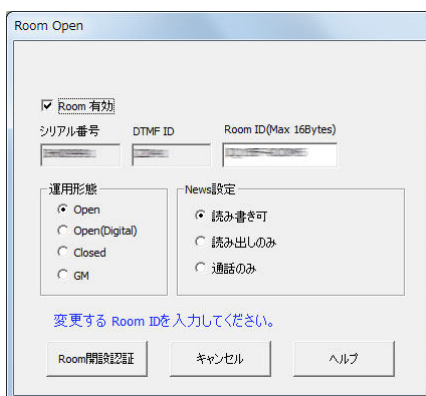 Room Open
Room 有効
シリアル番号 DTMF ID Room ID(Max 16Bytes)
運用形態 News設定
Open 読み書き可
Open(Digital) 読み出しのみ
Closed 通話のみ
GM
変更する Room IDを入力してください。
Room開設認証 キャンセル ヘルプ